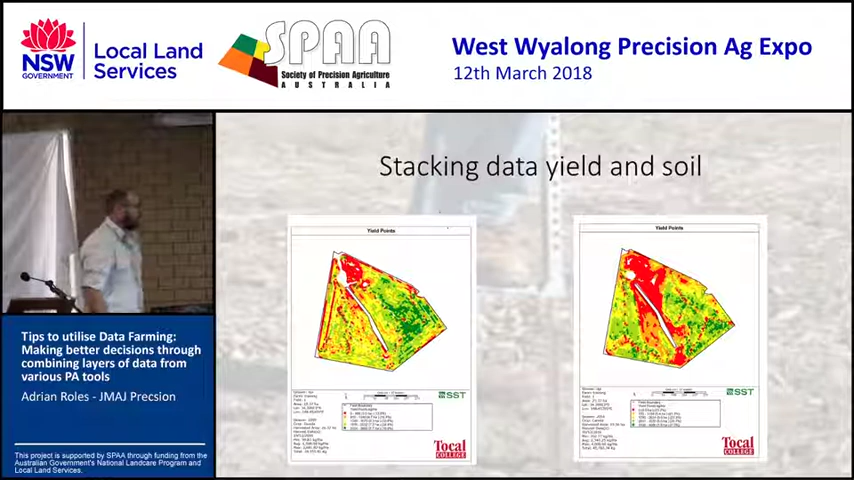 NSW
GOVERNMENT
Local Land
Services
SPAA
Society of Precision Agriculture
AUSTRALIA
West Wyalong Precision Ag Expo
12th March 2018
Stacking data yield and soil
Yield Points
SST
Tocal
COLLEGE
Yield Points
SST
Tocal
COLLEGE
Tips to utilise Data Farming:
Making better decisions through
combining layers of data from
various PA tools
Adrian Roles - JMAJ Precsion
This project is supported by SPAA through funding from the
Australian Government's National Landcare Program and
Local Land Services.